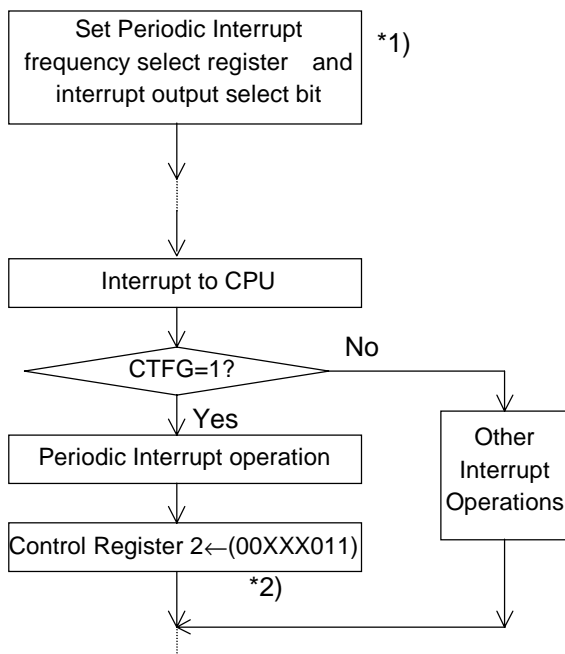 Set Periodic Interrupt
frequency select register and
interrupt output select bit
*1)
Interrupt to CPU
CTFG=1?
No
Yes
Periodic Interrupt operation
Other
Interrupt
Operations
Control Register 2←(00XXX011)
*2)